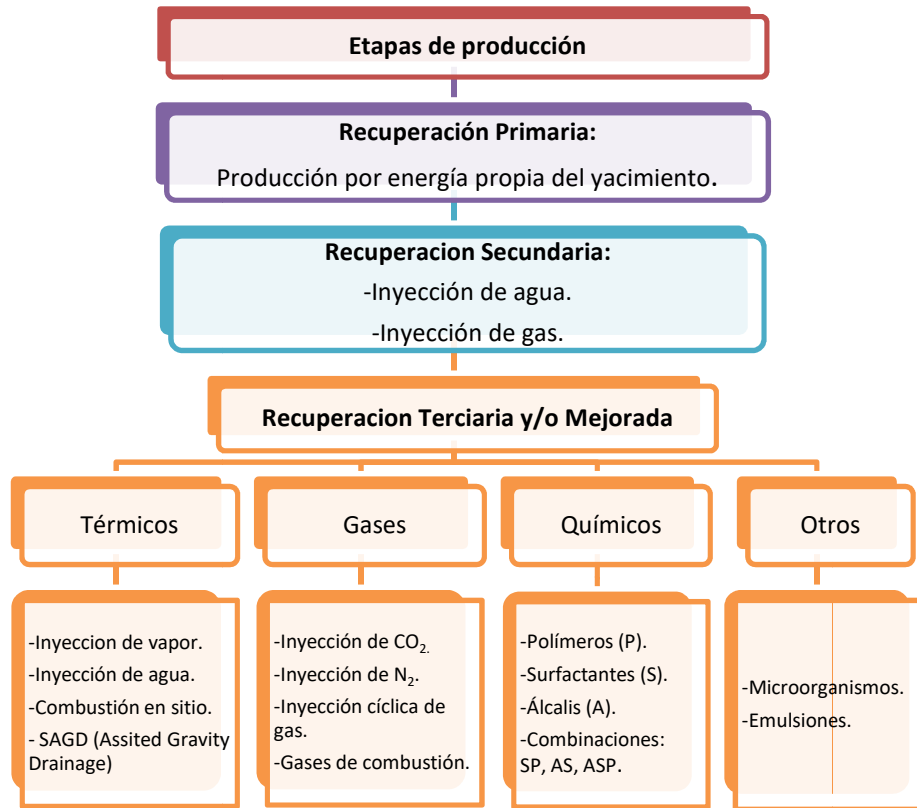 Etapas de producción
Recuperación Primaria:
Producción por energía propia del yacimiento.
Recuperacion Secundaria:
-Inyección de agua.
-Inyección de gas.
Recuperacion Terciaria y/o Mejorada
Térmicos
-Inyeccion de vapor.
-Inyección de agua.
-Combustión en sitio.
- SAGD (Assited Gravity
Drainage)
Gases
-Inyección de CO2.
-Inyección de N2.
-Inyección cíclica de
gas.
-Gases de combustión.
Químicos
-Polímeros (P).
-Surfactantes (S).
-Álcalis (A).
-Combinaciones:
SP, AS, ASP.
Otros
-Microorganismos.
-Emulsiones.